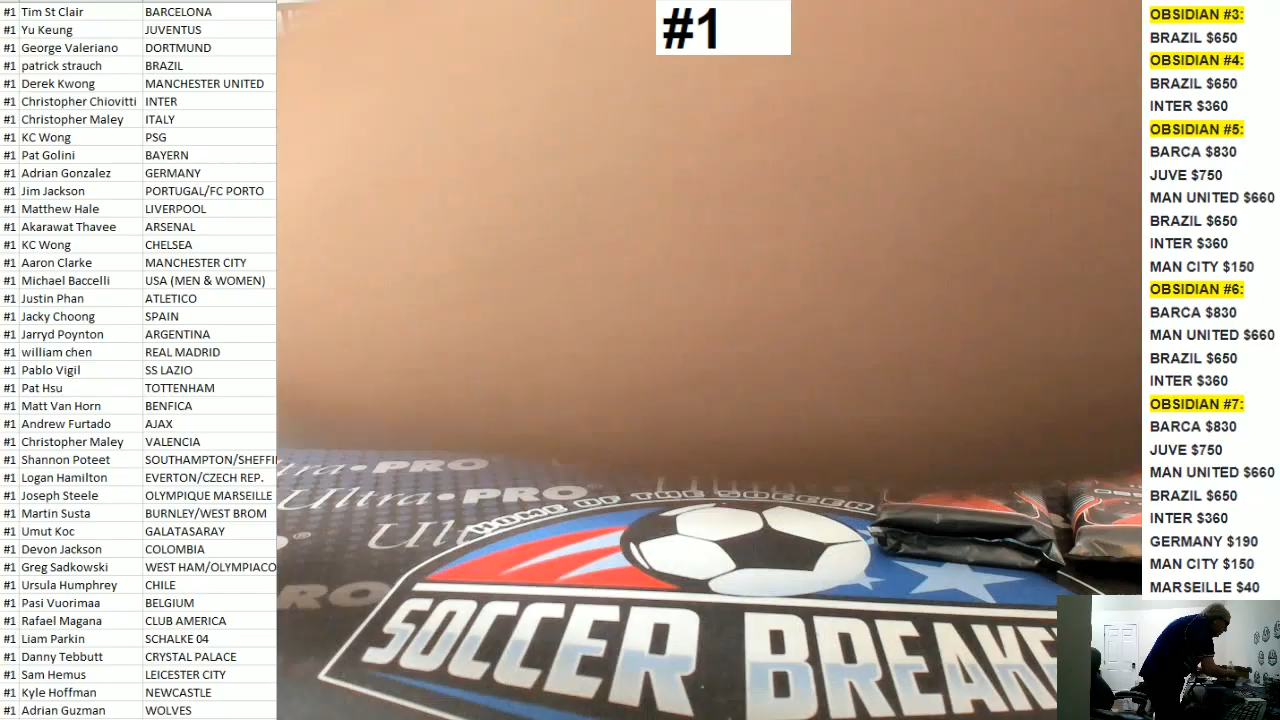 #1 Tim St Clair BARCELONA
#1 Yu Keung JUVENTUS
#1 George Valeriano DORTMUND
#1 patrick strauch BRAZIL
#1 Derek Kwong MANCHESTER UNITED
#1 Christopher Chiovitti INTER
#1 Christopher Maley ITALY
#1 KC Wong PSG
#1 Pat Golini BAYERN
#1 Adrian Gonzalez GERMANY
#1 Jim Jackson PORTUGAL/FC PORTO
#1 Matthew Hale LIVERPOOL
#1 Akarawat Thavee ARSENAL
#1 KC Wong CHELSEA
#1 Aaron Clarke MANCHESTER CITY
#1 Michael Baccelli USA (MEN & WOMEN)
#1 Justin Phan ATLETICO
#1 Jacky Choong SPAIN
#1 Jarryd Poynton ARGENTINA
#1 william chen REAL MADRID
#1 Pablo Vigil SS LAZIO
#1 Pat Hsu TOTTENHAM
#1 Matt Van Horn BENFICA
#1 Andrew Furtado AJAX
#1 Christopher Maley VALENCIA
#1 Shannon Poteet SOUTHAMPTON/SHEFFI
#1 Logan Hamilton EVERTON/CZECH REP.
#1 Joseph Steele OLYMPIQUE MARSEILLE
#1 Martin Susta BURNLEY/WEST BROM
#1 Umut Koc GALATASARAY
#1 Devon Jackson COLOMBIA
#1 Greg Sadkowski WEST HAM/OLYMPIACO
#1 Ursula Humphrey CHILE
#1 Pasi Vuorimaa BELGIUM
#1 Rafael Magana CLUB AMERICA
#1 Liam Parkin SCHALKE 04
#1 Danny Tebbutt CRYSTAL PALACE
#1 Sam Hemus LEICESTER CITY
#1 Kyle Hoffman NEWCASTLE
#1 Adrian Guzman WOLVES
#1
ultra•PRO
Ultra•PRO
Ul
PRO
HOME OF THE SOCCER
SOCCER BREAKE
OBSIDIAN #3:
BRAZIL $650
OBSIDIAN #4:
BRAZIL $650
INTER $360
OBSIDIAN #5:
BARCA $830
JUVE $750
MAN UNITED $660
BRAZIL $650
INTER $360
MAN CITY $150
OBSIDIAN #6:
BARCA $830
MAN UNITED $660
BRAZIL $650
INTER $360
OBSIDIAN #7:
BARCA $830
JUVE $750
MAN UNITED $660
BRAZIL $650
INTER $360
GERMANY $190
MAN CITY $150
MARSEILLE $40